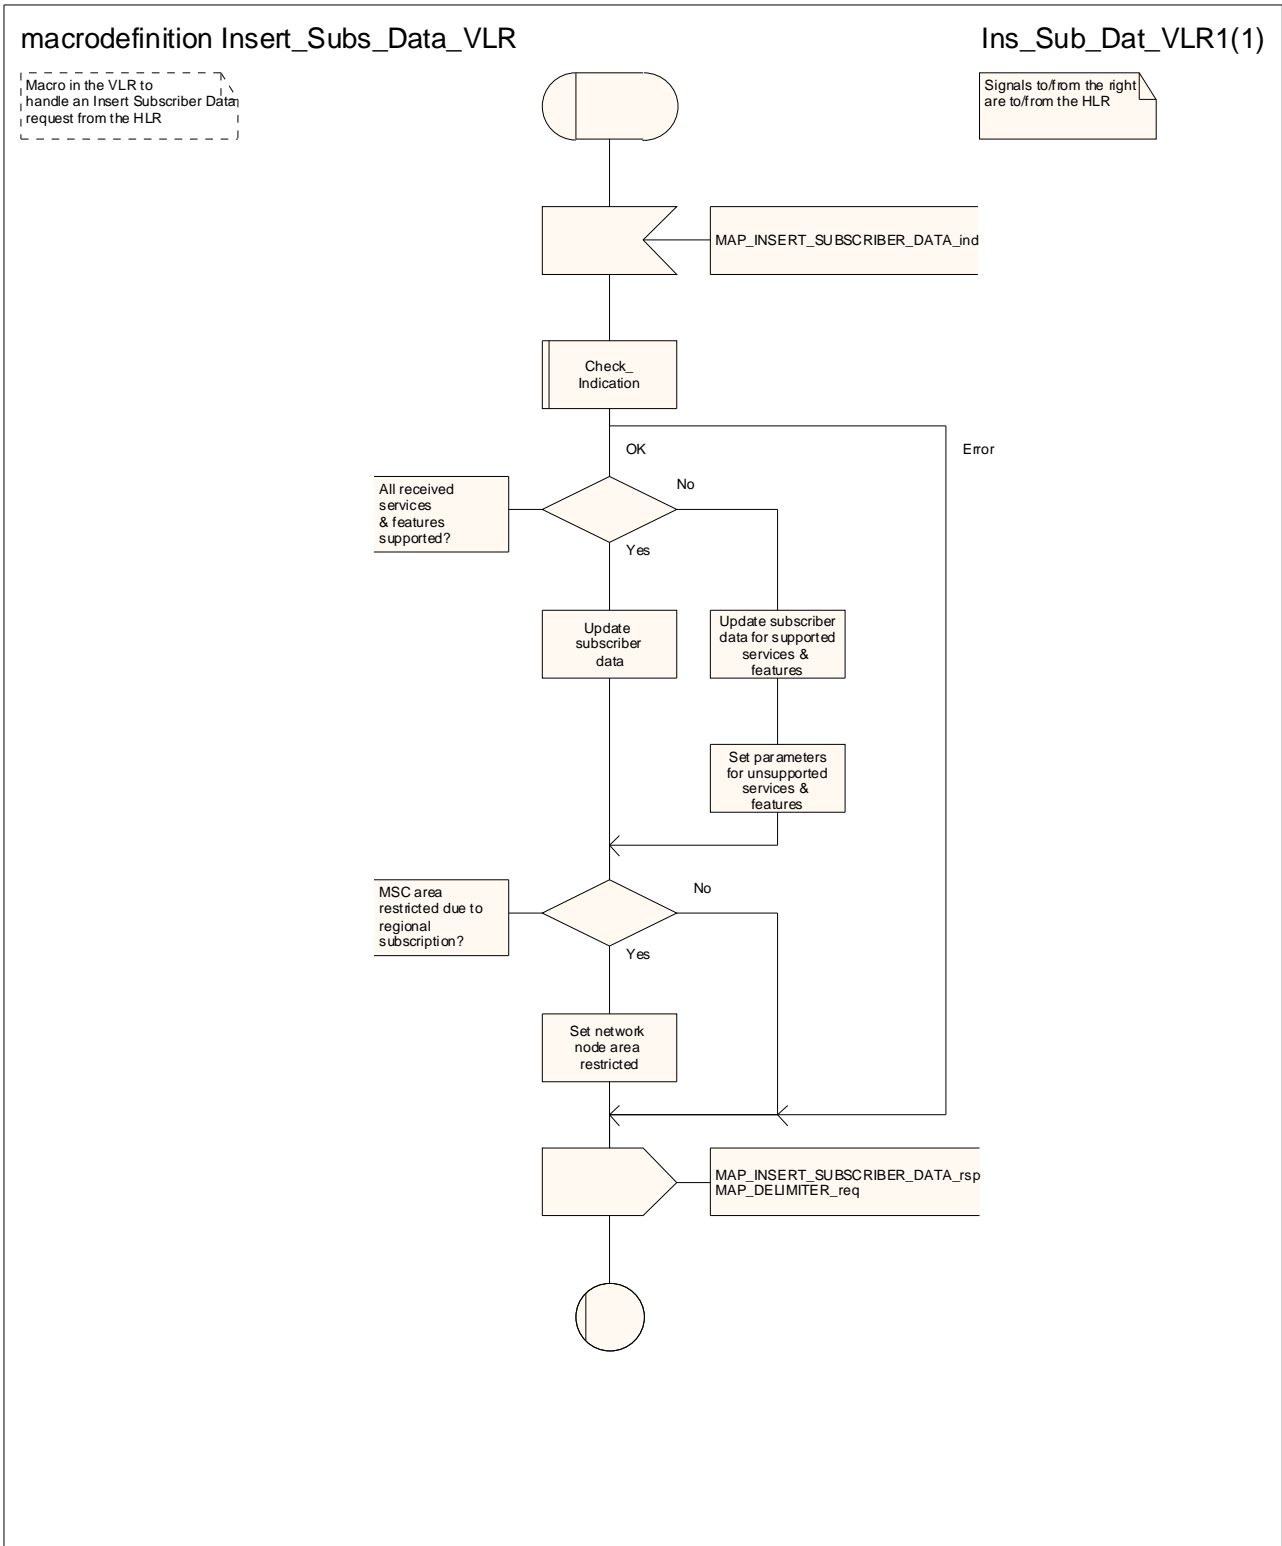 macrodefinition Insert_Subs_Data_VLR
Ins_Sub_Dat_VLR1(1)
Macro in the VLR to
handle an Insert Subscriber Data
request from the HLR
Signals to/from the right
are to/from the HLR
MAP_INSERT_SUBSCRIBER_DATA_ind
Check_
Indication
OK
Error
All received
services
& features
supported?
No
Yes
Update
subscriber
data
Update subscriber
data for supported
services &
features
Set parameters
for unsupported
services &
features
MSC area
restricted due to
regional
subscription?
No
Yes
Set network
node area
restricted
MAP_INSERT_SUBSCRIBER_DATA_rsp
MAP_DELIMITER_req